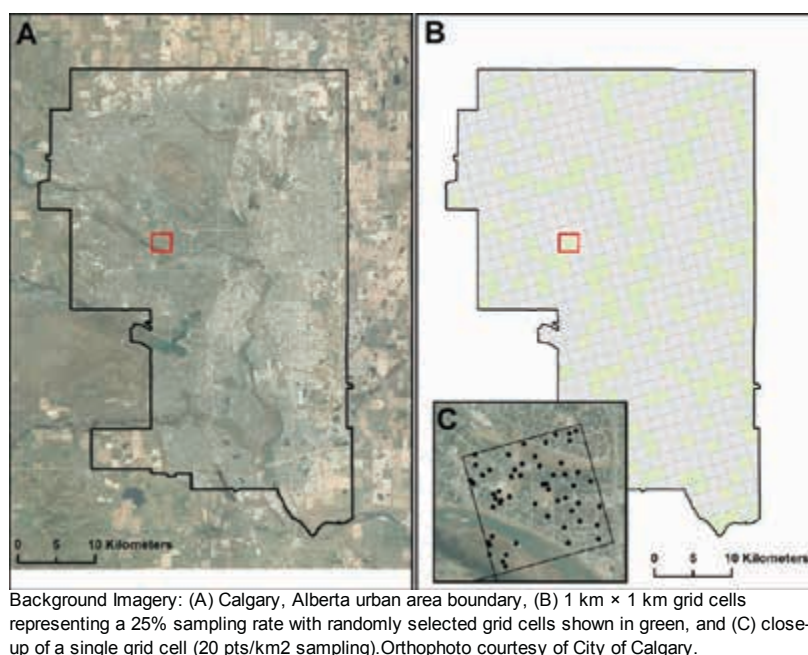 A
B
C
0 5 10 Kilometers
0 5 10 Kilometers
Background Imagery: (A) Calgary, Alberta urban area boundary, (B) 1 km × 1 km grid cells
representing a 25% sampling rate with randomly selected grid cells shown in green, and (C) close-
up of a single grid cell (20 pts/km2 sampling).Orthophoto courtesy of City of Calgary.